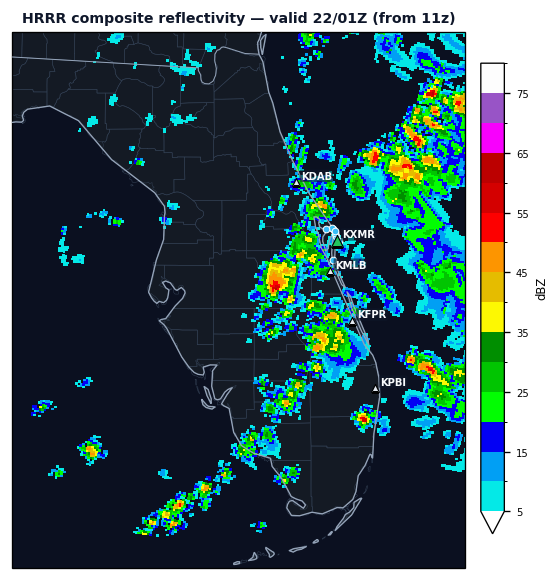 HRRR composite reflectivity — valid 22/01Z (from 11z)
75
65
55
45
35
25
15
5
dBZ
KDAB
KXMR
KMLB
KFPR
KPBI